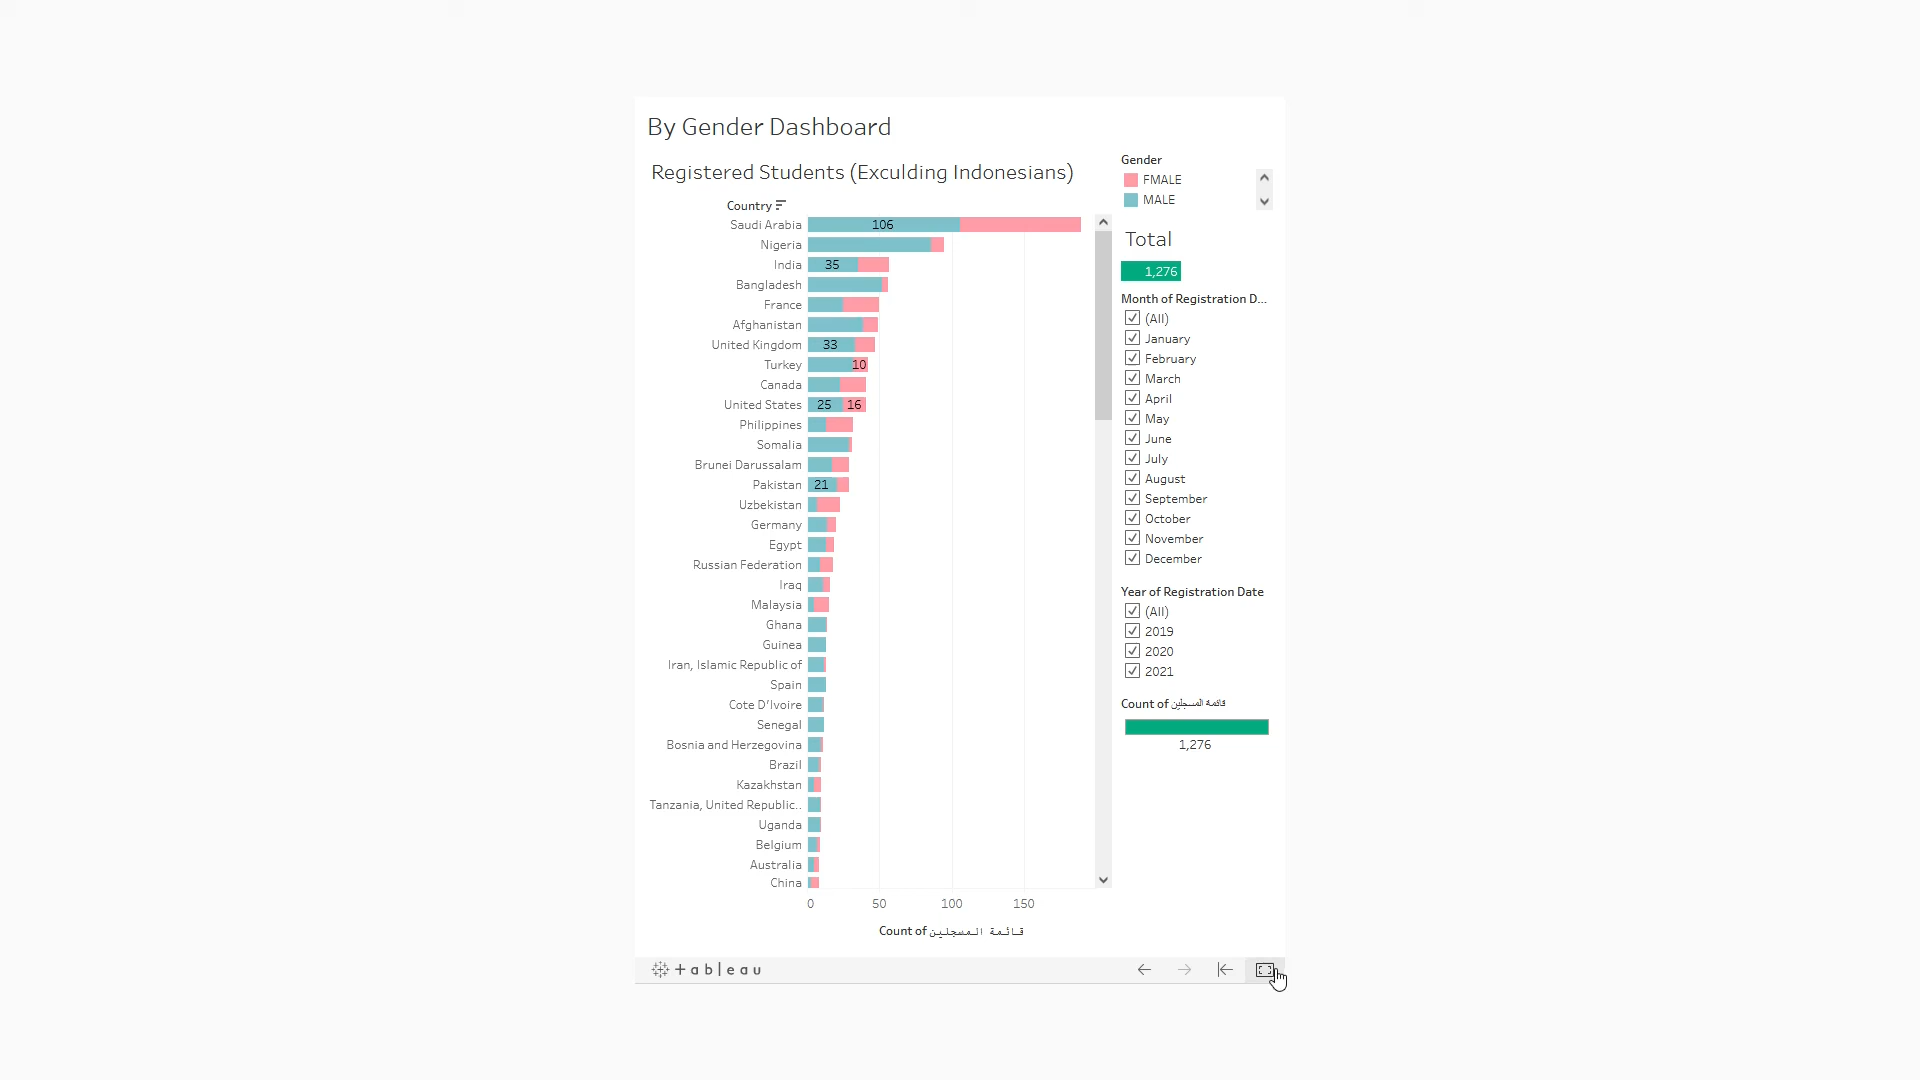 By Gender Dashboard
Registered Students (Exculding Indonesians)
Country
Saudi Arabia 106
Nigeria
India 35
Bangladesh
France
Afghanistan
United Kingdom 33
Turkey 10
Canada
United States 25 16
Philippines
Somalia
Brunei Darussalam
Pakistan 21
Uzbekistan
Germany
Egypt
Russian Federation
Iraq
Malaysia
Ghana
Guinea
Iran, Islamic Republic of
Spain
Cote D'Ivoire
Senegal
Bosnia and Herzegovina
Brazil
Kazakhstan
Tanzania, United Republic..
Uganda
Belgium
Australia
China
0 50 100 150
Count of قائمة المسجلين
Gender
FMALE
MALE
Total
1,276
Month of Registration D...
(All)
January
February
March
April
May
June
July
August
September
October
November
December
Year of Registration Date
(All)
2019
2020
2021
Count of قائمة المسجلين
1,276
+ableau